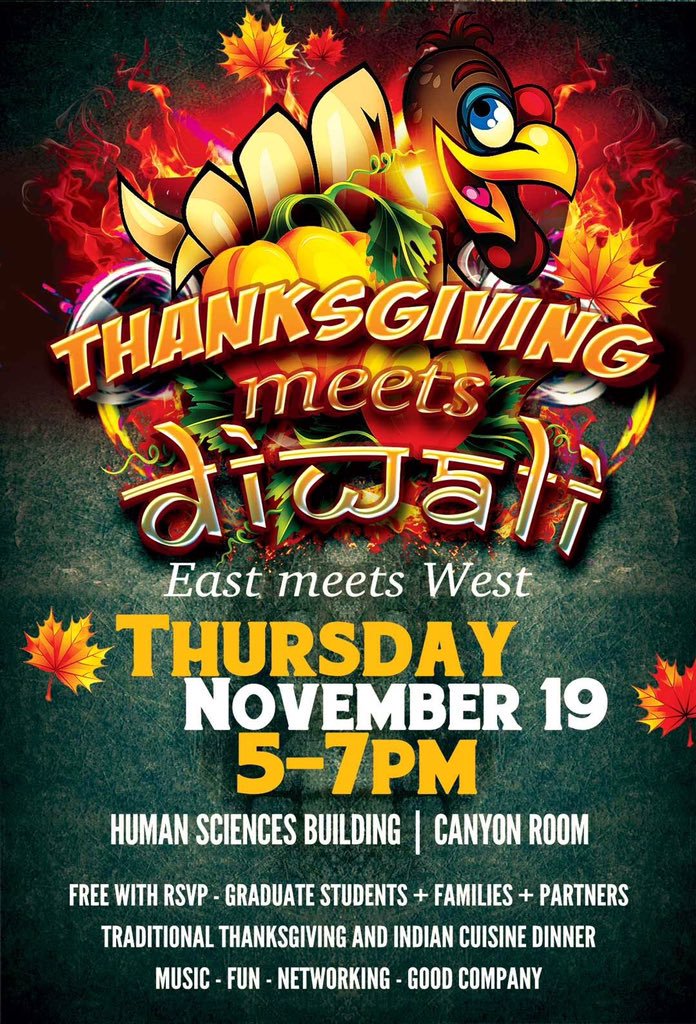 THANKSGIVING
meets
diwali
East meets West
THURSDAY
NOVEMBER 19
5-7PM
HUMAN SCIENCES BUILDING | CANYON ROOM
FREE WITH RSVP - GRADUATE STUDENTS + FAMILIES + PARTNERS
TRADITIONAL THANKSGIVING AND INDIAN CUISINE DINNER
MUSIC - FUN - NETWORKING - GOOD COMPANY